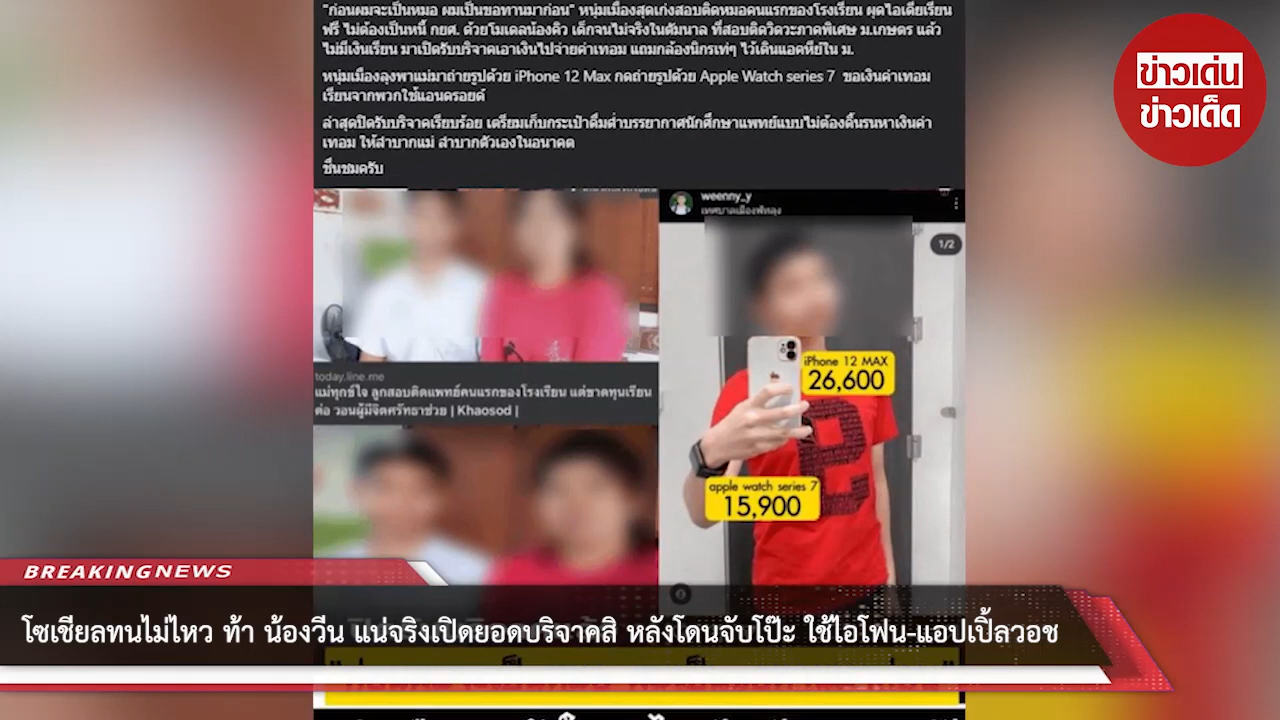 "ก่อนผมจะเป็นหมอ ผมเป็นขอทานมาก่อน" หนุ่มเมืองสุดเก่งสอบติดหมอคนแรกของโรงเรียน ผุดไอเดียเรียน
ฟรี ไม่ต้องเป็นหนี้ กยศ. ด้วยโมเดลน้องคิว เด็กจนไม่จริงในตำนาล ที่สอบติดวิดวะภาคพิเศษ ม.เกษตร แล้ว
ไม่มีเงินเรียน มาเปิดรับบริจาคเอาเงินไปจ่ายค่าเทอม แถมกล้องนิกรเท่ๆ ไว้เดินแอคหีย์ใน ม.
หนุ่มเมืองลุงพาแม่มาถ่ายรูปด้วย iPhone 12 Max กดถ่ายรูปด้วย Apple Watch series 7 ขอเงินค่าเทอม
เรียนจากพวกใช้แอนดรอยด์
ล่าสุดปิดรับบริจาคเรียบร้อย เตรียมเก็บกระเป๋าดื่มด่ำบรรยากาศนักศึกษาแพทย์แบบไม่ต้องดิ้นรนหาเงินค่า
เทอม ให้ลำบากแม่ ลำบากตัวเองในอนาคต
ชื่นชมครับ
ข่าวเด่น
ข่าวเด็ด
weenny_y
เทศบาลเมืองพัทลุง
1/2
iPhone 12 MAX
26,600
apple watch series 7
15,900
today.line.me
แม่ทุกข์ใจ ลูกสอบติดแพทย์คนแรกของโรงเรียน แต่ขาดทุนเรียน
ต่อ วอนผู้มีจิตศรัทธาช่วย | Khaosod |
BREAKING NEWS
โซเชียลทนไม่ไหว ท้า น้องวีน แน่จริงเปิดยอดบริจาคสิ หลังโดนจับโป๊ะ ใช้ไอโฟน-แอปเปิ้ลวอช